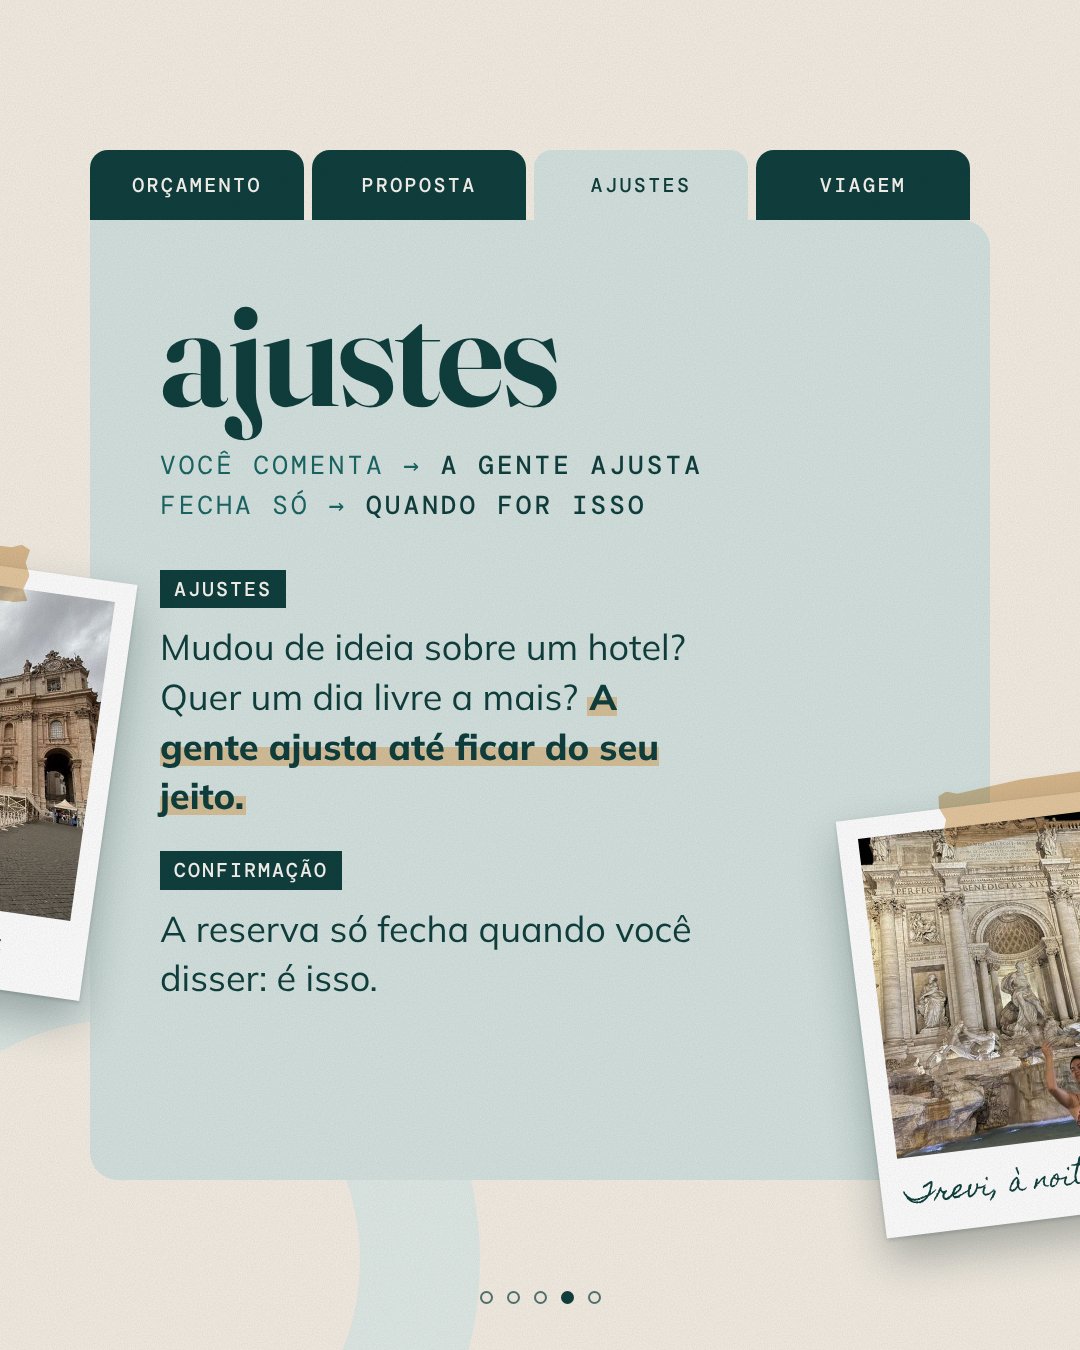 ORÇAMENTO
PROPOSTA
AJUSTES
VIAGEM
ajustes
VOCÊ COMENTA → A GENTE AJUSTA
FECHA SÓ → QUANDO FOR ISSO
AJUSTES
Mudou de ideia sobre um hotel?
Quer um dia livre a mais? A
gente ajusta até ficar do seu
jeito.
CONFIRMAÇÃO
A reserva só fecha quando você
disser: é isso.
BENEDICTVS XIV
Trevi, à noit